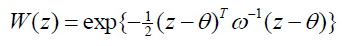 W(z) = exp{-½(z - θ)ᵀ ω⁻¹(z - θ)}